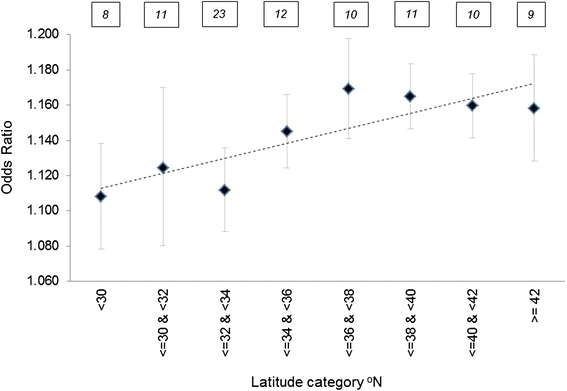 8 11 23 12 10 11 10 9
1.200
1.180
1.160
1.140
1.120
1.100
1.080
1.060
Odds Ratio
<30
<=30 & <32
<=32 & <34
<=34 & <36
<=36 & <38
<=38 & <40
<=40 & <42
>= 42
Latitude category ºN